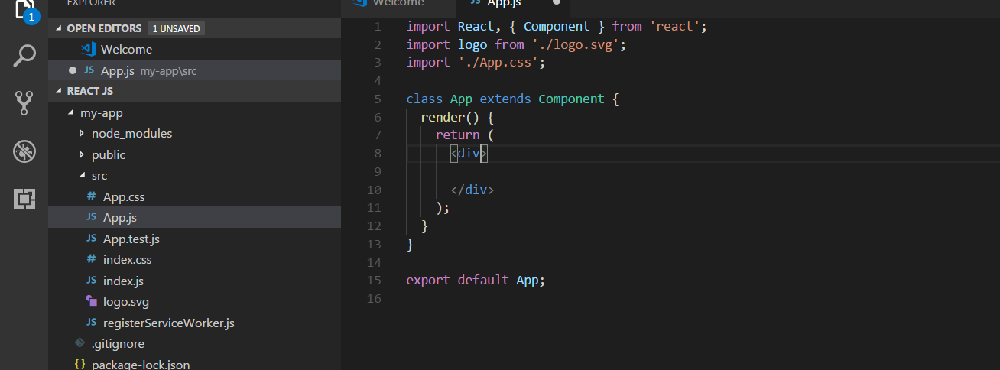 EXPLORER
1
OPEN EDITORS 1 UNSAVED
Welcome
JS App.js my-app\src
REACT JS
my-app
node_modules
public
src
# App.css
JS App.js
JS App.test.js
# index.css
JS index.js
logo.svg
JS registerServiceWorker.js
.gitignore
{} package-lock.json
Welcome
JS App.js
1 import React, { Component } from 'react';
2 import logo from './logo.svg';
3 import './App.css';
4
5 class App extends Component {
6 render() {
7 return (
8 <div>
9
10 </div>
11 );
12 }
13 }
14
15 export default App;
16